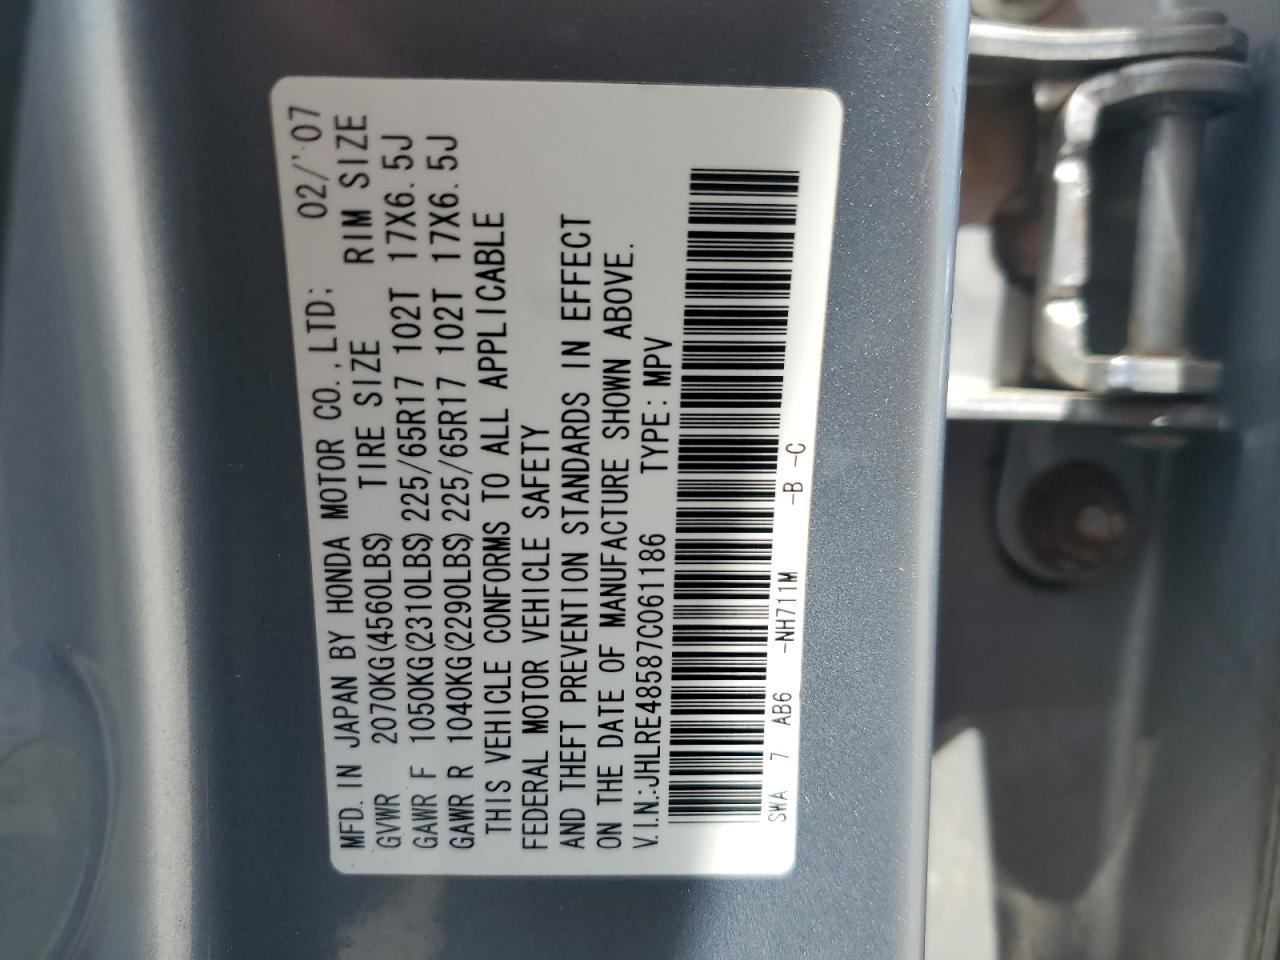 MFD. IN JAPAN BY HONDA MOTOR CO., LTD; 02/'07
GVWR 2070KG(4560LBS) TIRE SIZE RIM SIZE
GAWR F 1050KG(2310LBS) 225/65R17 102T 17X6.5J
GAWR R 1040KG(2290LBS) 225/65R17 102T 17X6.5J
THIS VEHICLE CONFORMS TO ALL APPLICABLE
FEDERAL MOTOR VEHICLE SAFETY
AND THEFT PREVENTION STANDARDS IN EFFECT
ON THE DATE OF MANUFACTURE SHOWN ABOVE.
V.I.N.:JHLRE48587C061186 TYPE:MPV
SWA 7 AB6 -NH711M -B -C